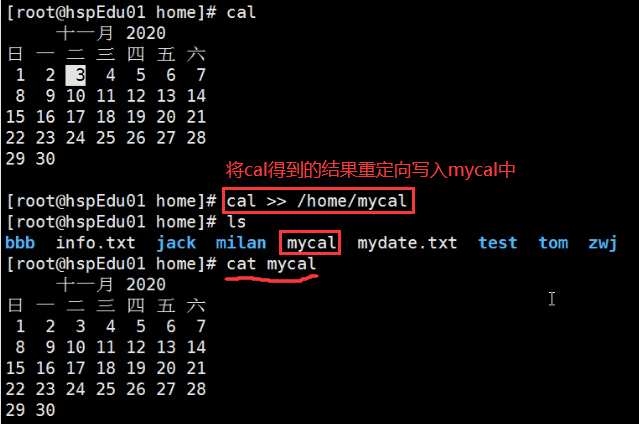 [root@hspEdu01 home]# cal
十一月 2020
日 一 二 三 四 五 六
1 2 3 4 5 6 7
8 9 10 11 12 13 14
15 16 17 18 19 20 21
22 23 24 25 26 27 28
29 30
将cal得到的结果重定向写入mycal中
[root@hspEdu01 home]# cal >> /home/mycal
[root@hspEdu01 home]# ls
bbb info.txt jack milan mycal mydate.txt test tom zwj
[root@hspEdu01 home]# cat mycal
十一月 2020
日 一 二 三 四 五 六
1 2 3 4 5 6 7
8 9 10 11 12 13 14
15 16 17 18 19 20 21
22 23 24 25 26 27 28
29 30